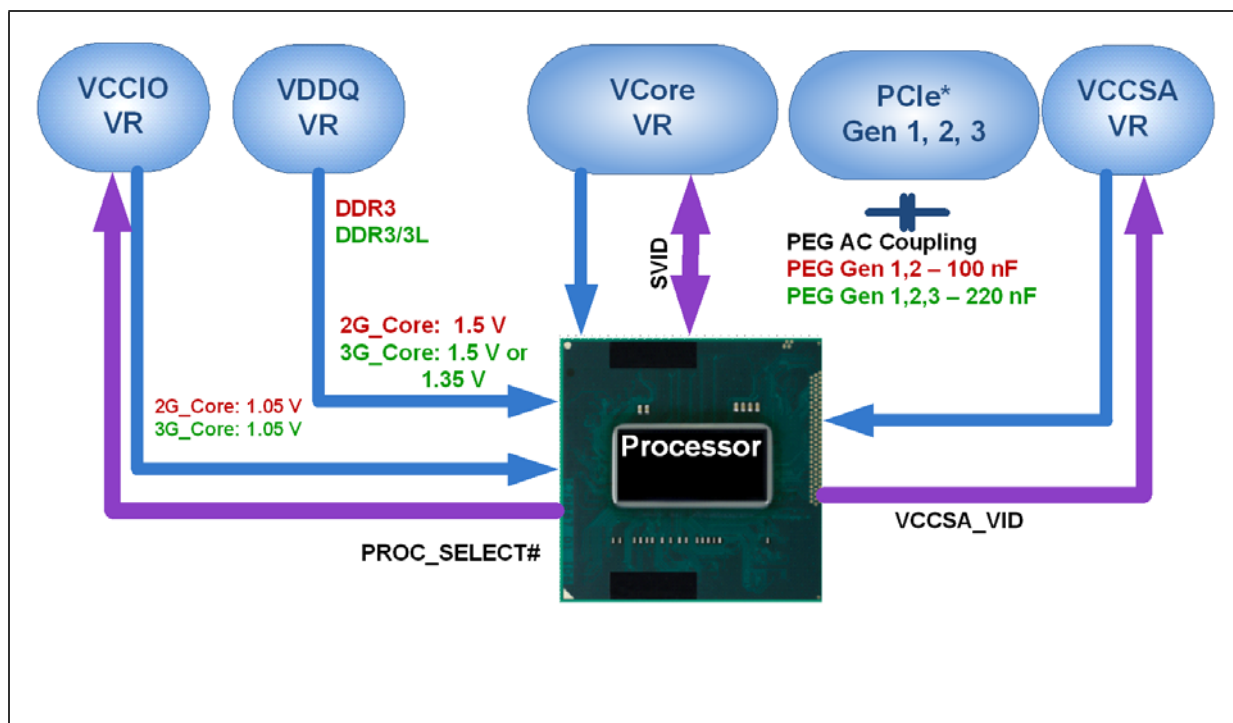 VCCIO
VR
VDDQ
VR
VCore
VR
PCIe*
Gen 1, 2, 3
VCCSA
VR
DDR3
DDR3/3L
SVID
PEG AC Coupling
PEG Gen 1,2 – 100 nF
PEG Gen 1,2,3 – 220 nF
2G_Core: 1.5 V
3G_Core: 1.5 V or
1.35 V
2G_Core: 1.05 V
3G_Core: 1.05 V
Processor
VCCSA_VID
PROC_SELECT#